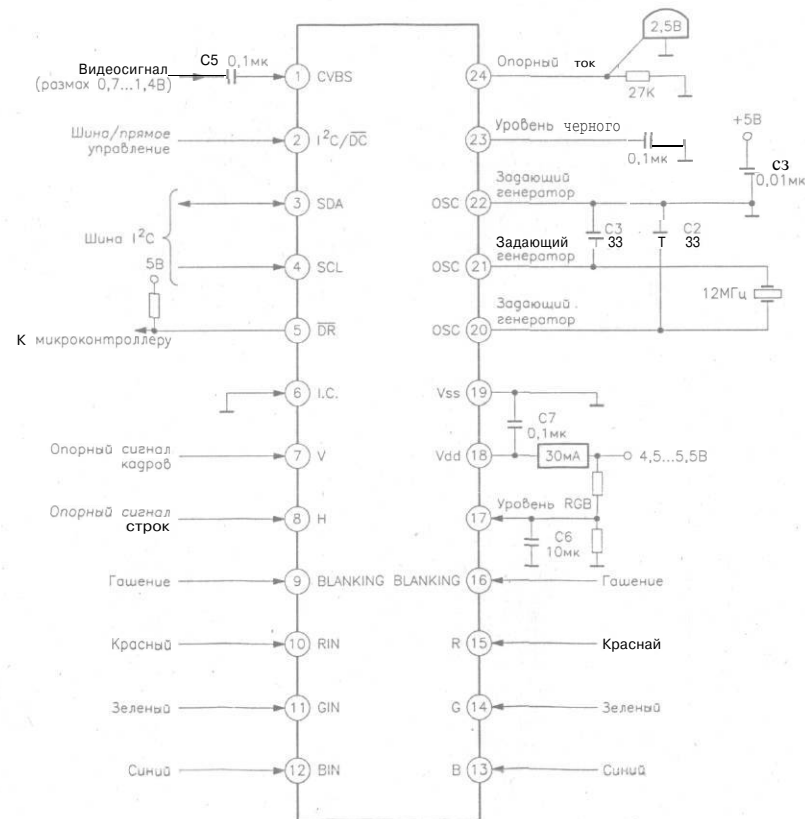 2,5В
Видеосигнал
(размах 0,7...1,4В)
C5
0,1мк
1
CVBS
24
Опорный ток
27К
Шина/прямое
управление
2
I²C/D̅C̅
23
Уровень черного
0,1мк
+5В
С3
0,01мк
3
SDA
OSC
22
Задающий
генератор
Шина I²C
C3
33
Т
C2
33
4
SCL
OSC
21
Задающий
генератор
5В
12МГц
К микроконтроллеру
5
D̅R̅
OSC
20
Задающий
генератор
6
I.C.
Vss
19
C7
0,1мк
Опорный сигнал
кадров
7
V
Vdd
18
30мА
4,5...5,5В
Опорный сигнал
строк
8
H
17
Уровень RGB
C6
10мк
Гашение
9
BLANKING
BLANKING
16
Гашение
Красный
10
RIN
R
15
Краснай
Зеленый
11
GIN
G
14
Зеленый
Синий
12
BIN
B
13
Синий